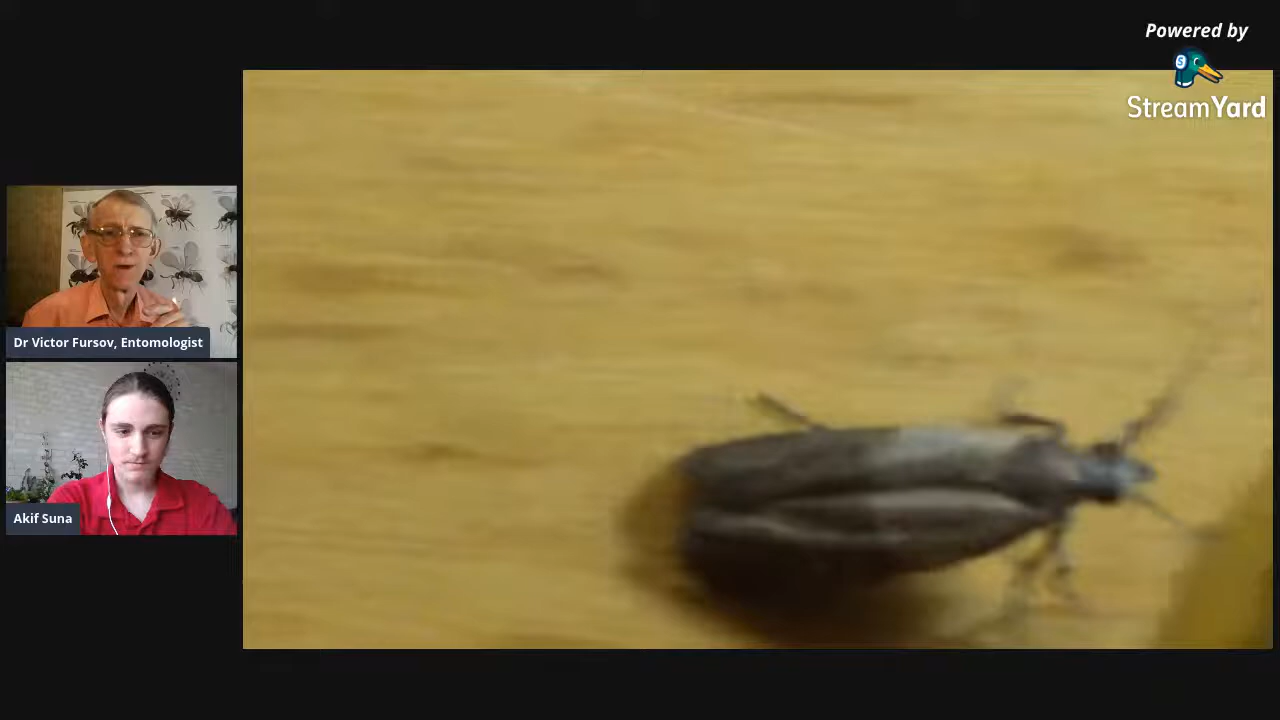 Powered by
StreamYard
Dr Victor Fursov, Entomologist
Akif Suna